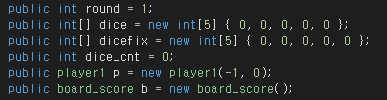 public int round = 1;
public int[] dice = new int[5] { 0, 0, 0, 0, 0 };
public int[] dicefix = new int[5] { 0, 0, 0, 0, 0 };
public int dice_cnt = 0;
public player1 p = new player1(-1, 0);
public board_score b = new board_score();